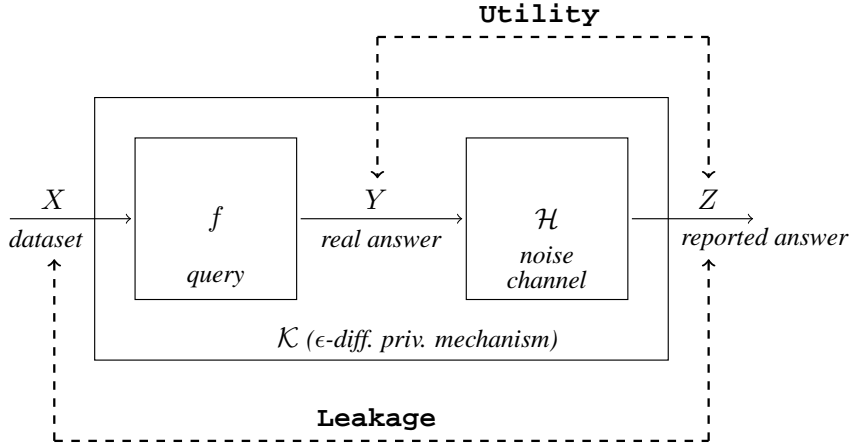 Utility
X
dataset
f
query
Y
real answer
ℋ
noise
channel
Z
reported answer
𝒦 (ϵ-diff. priv. mechanism)
Leakage